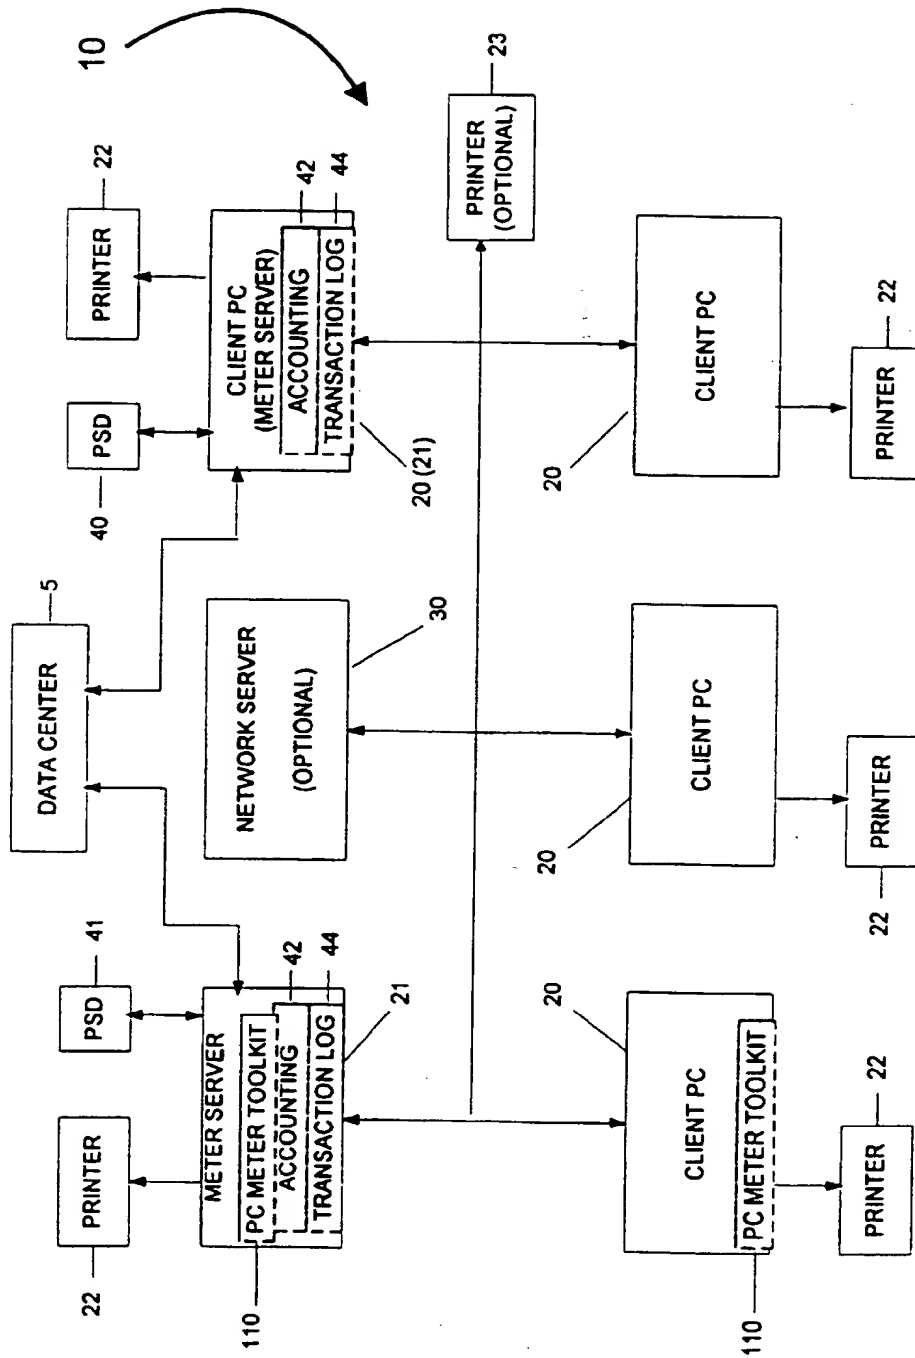 10
DATA CENTER
5
22
PRINTER
PSD
41
40
PSD
PRINTER
22
METER SERVER
PC METER TOOLKIT
ACCOUNTING
TRANSACTION LOG
42
44
110
21
NETWORK SERVER
(OPTIONAL)
30
CLIENT PC
(METER SERVER)
ACCOUNTING
TRANSACTION LOG
42
44
20 (21)
PRINTER
(OPTIONAL)
23
20
CLIENT PC
PC METER TOOLKIT
110
20
CLIENT PC
20
CLIENT PC
PRINTER
22
PRINTER
22
PRINTER
22